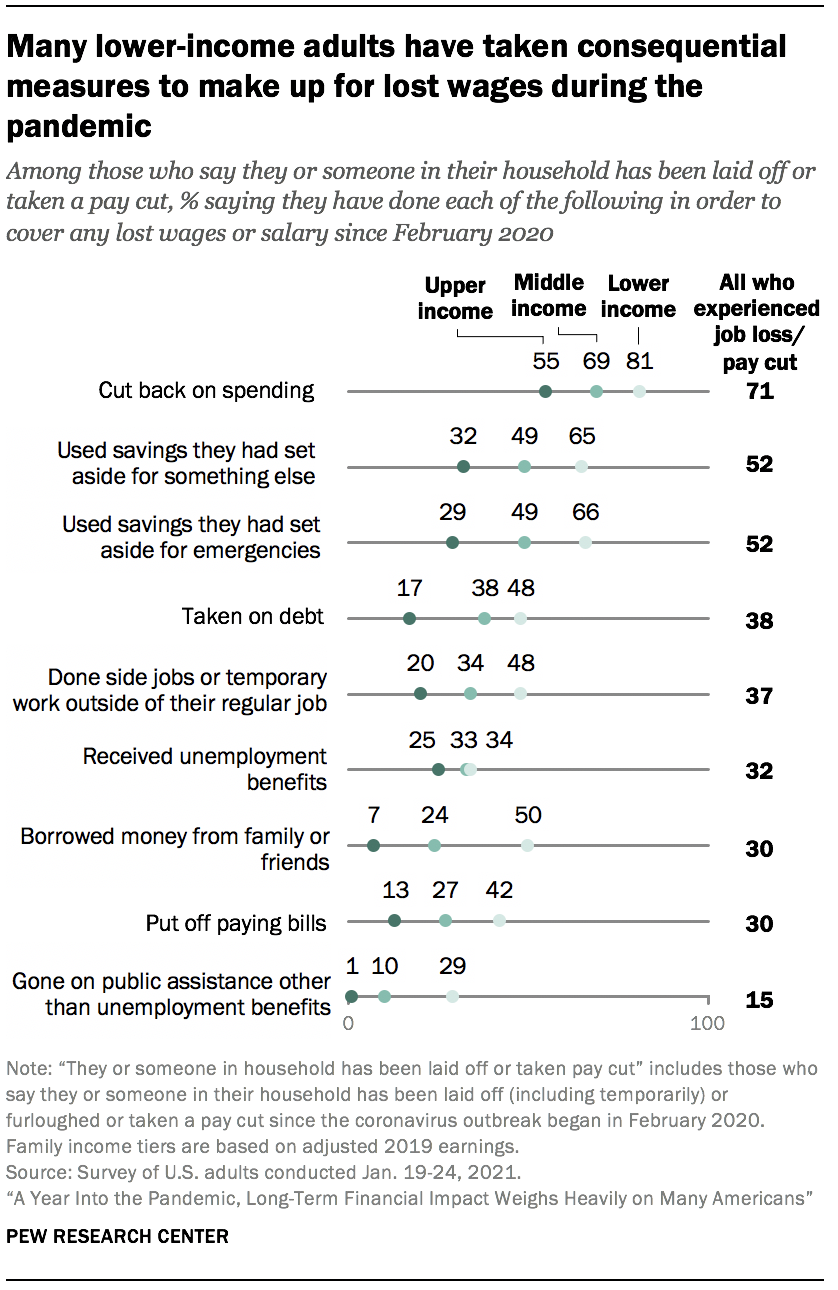 Many lower-income adults have taken consequential
measures to make up for lost wages during the
pandemic
Among those who say they or someone in their household has been laid off or
taken a pay cut, % saying they have done each of the following in order to
cover any lost wages or salary since February 2020
Upper
income
Middle
income
Lower
income
All who
experienced
job loss/
pay cut
55 69 81
Cut back on spending
71
32 49 65
Used savings they had set
aside for something else
52
29 49 66
Used savings they had set
aside for emergencies
52
17 38 48
Taken on debt
38
20 34 48
Done side jobs or temporary
work outside of their regular job
37
25 33 34
Received unemployment
benefits
32
7 24 50
Borrowed money from family or
friends
30
13 27 42
Put off paying bills
30
1 10 29
Gone on public assistance other
than unemployment benefits
15
0 100
Note: “They or someone in household has been laid off or taken pay cut” includes those who
say they or someone in their household has been laid off (including temporarily) or
furloughed or taken a pay cut since the coronavirus outbreak began in February 2020.
Family income tiers are based on adjusted 2019 earnings.
Source: Survey of U.S. adults conducted Jan. 19-24, 2021.
“A Year Into the Pandemic, Long-Term Financial Impact Weighs Heavily on Many Americans”
PEW RESEARCH CENTER